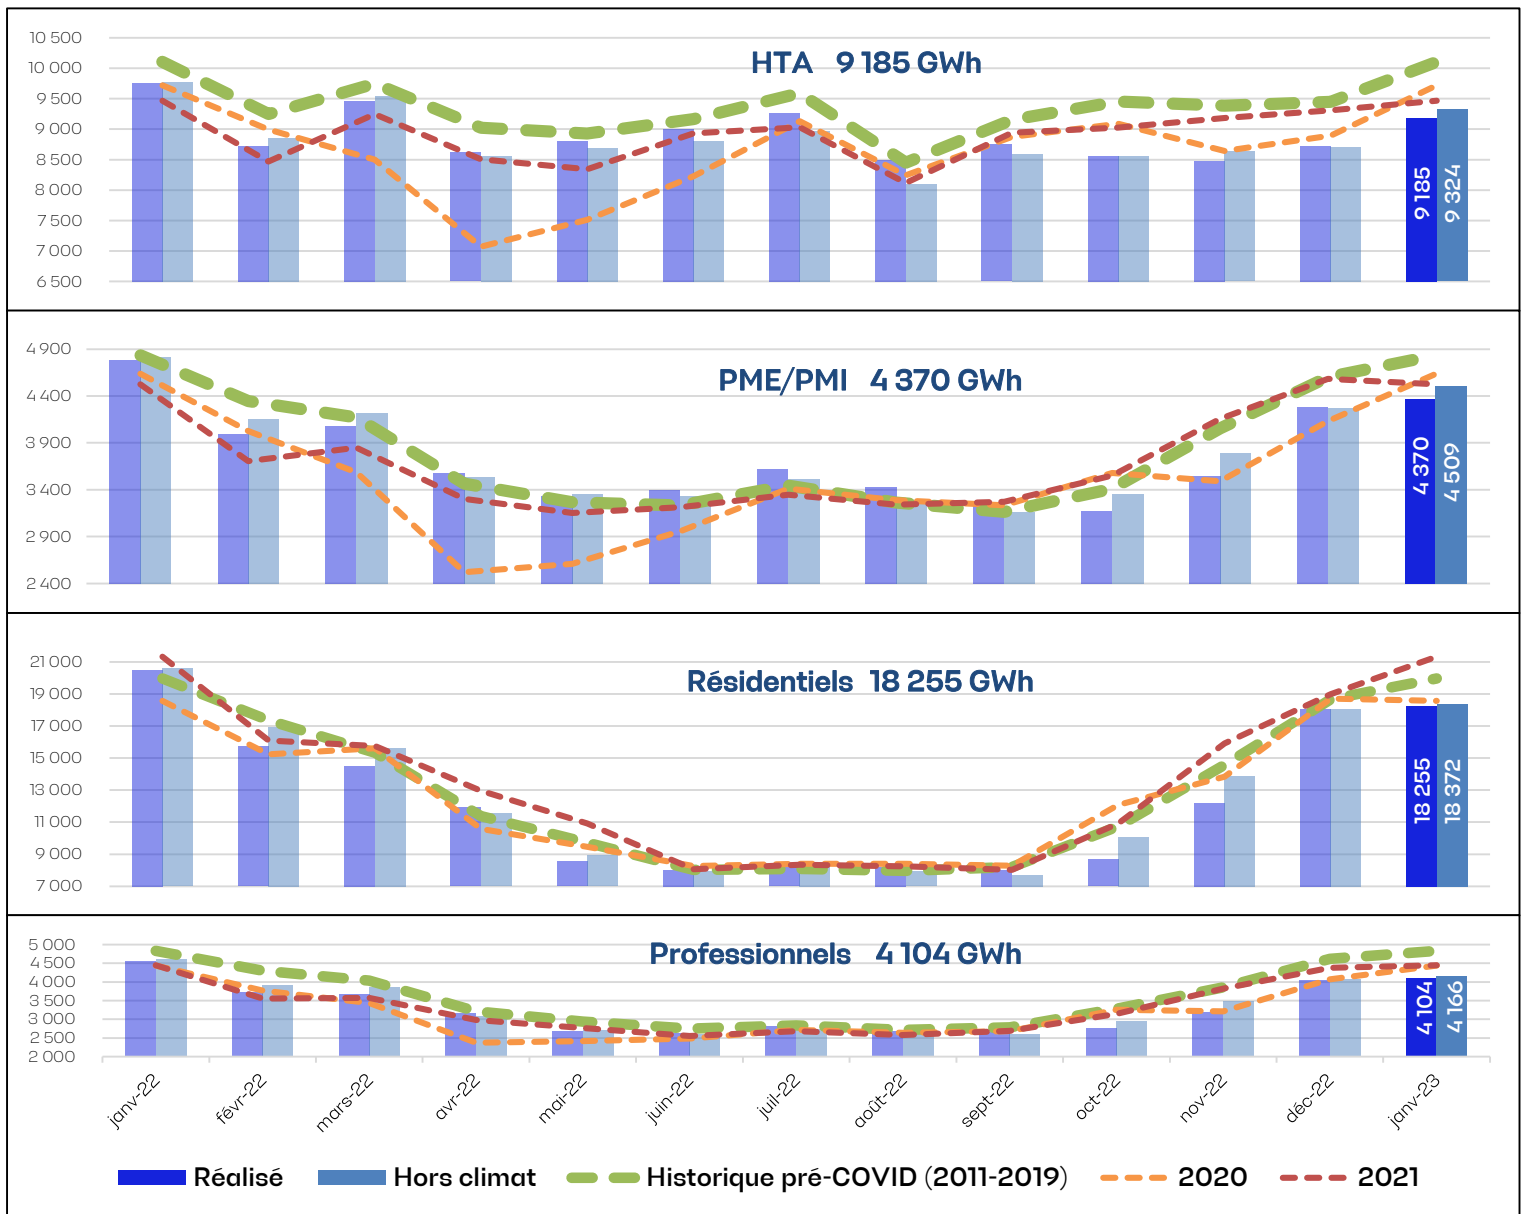 HTA 9 185 GWh
10 500
10 000
9 500
9 000
8 500
8 000
7 500
7 000
6 500
9 185
9 324
PME/PMI 4 370 GWh
4 900
4 400
3 900
3 400
2 900
2 400
4 370
4 509
Résidentiels 18 255 GWh
21 000
19 000
17 000
15 000
13 000
11 000
9 000
7 000
18 255
18 372
Professionnels 4 104 GWh
5 000
4 500
4 000
3 500
3 000
2 500
2 000
4 104
4 166
janv-22
févr-22
mars-22
avr-22
mai-22
juin-22
juil-22
août-22
sept-22
oct-22
nov-22
déc-22
janv-23
Réalisé Hors climat Historique pré-COVID (2011-2019) 2020 2021